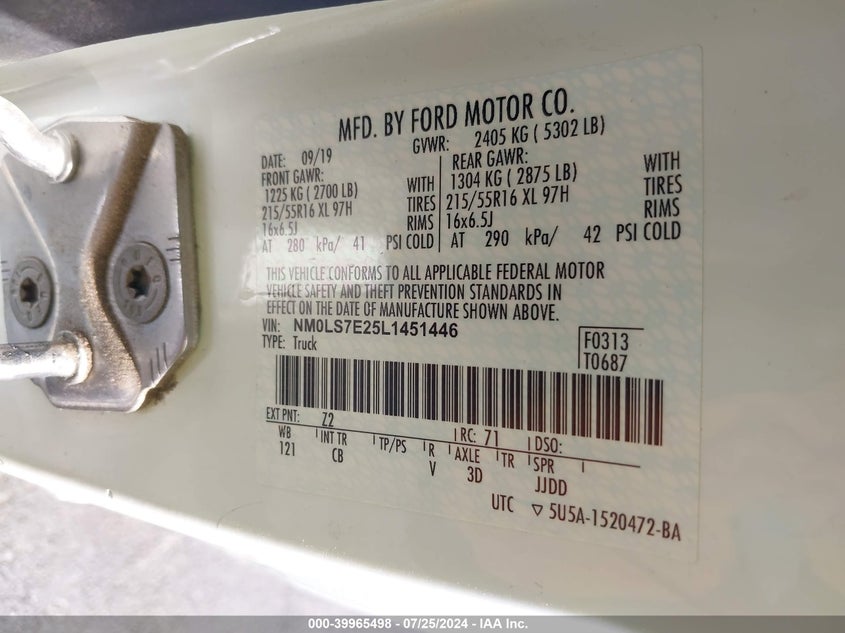 MFD. BY FORD MOTOR CO.
DATE: 09/19 GVWR: 2405 KG ( 5302 LB)
FRONT GAWR: REAR GAWR:
1225 KG ( 2700 LB) WITH 1304 KG ( 2875 LB) WITH
215/55R16 XL 97H TIRES 215/55R16 XL 97H TIRES
16x6.5J RIMS 16x6.5J RIMS
AT 280 kPa/ 41 PSI COLD AT 290 kPa/ 42 PSI COLD
THIS VEHICLE CONFORMS TO ALL APPLICABLE FEDERAL MOTOR
VEHICLE SAFETY AND THEFT PREVENTION STANDARDS IN
EFFECT ON THE DATE OF MANUFACTURE SHOWN ABOVE.
VIN: NM0LS7E25L1451446
TYPE: Truck
F0313
T0687
EXT PNT: Z2 RC: 71 DSO:
WB INT TR TP/PS R AXLE TR SPR
121 CB V 3D JJDD
UTC ▽ 5U5A-1520472-BA
000-39965498 - 07/25/2024 - IAA Inc.